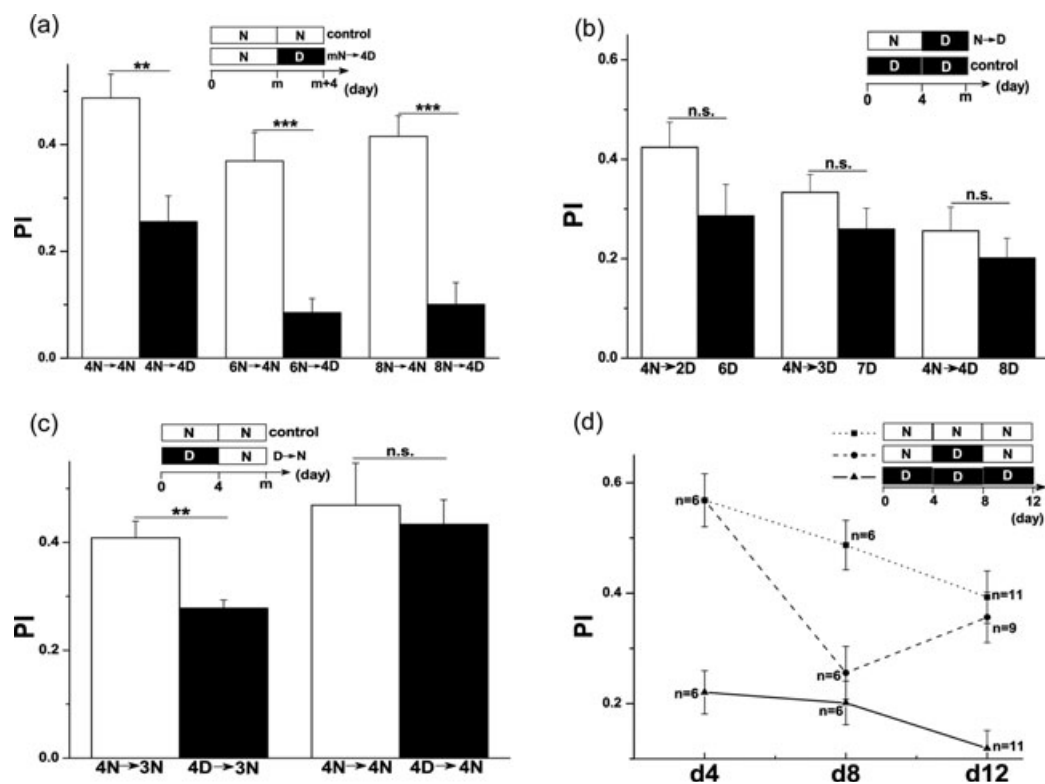 (a)
N N control
N D mN→4D
0 m m+4 (day)
** *** ***
0.4
0.2
0.0
PI
4N→4N 4N→4D 6N→4N 6N→4D 8N→4N 8N→4D
(b)
N D N→D
D D control
0 4 m (day)
n.s. n.s. n.s.
0.6
0.4
0.2
0.0
PI
4N→2D 6D 4N→3D 7D 4N→4D 8D
(c)
N N control
D N D→N
0 4 m (day)
** n.s.
0.4
0.2
0.0
PI
4N→3N 4D→3N 4N→4N 4D→4N
(d)
N N N
N D N
D D D
0 4 8 12
(day)
0.6
0.4
0.2
PI
n=6
n=6
n=11
n=9
n=6
n=6
n=6
n=11
d4 d8 d12